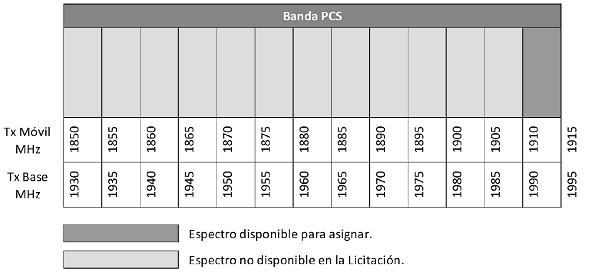 Banda PCS
Tx Móvil MHz 1850 1855 1860 1865 1870 1875 1880 1885 1890 1895 1900 1905 1910 1915
Tx Base MHz 1930 1935 1940 1945 1950 1955 1960 1965 1970 1975 1980 1985 1990 1995
Espectro disponible para asignar.
Espectro no disponible en la Licitación.